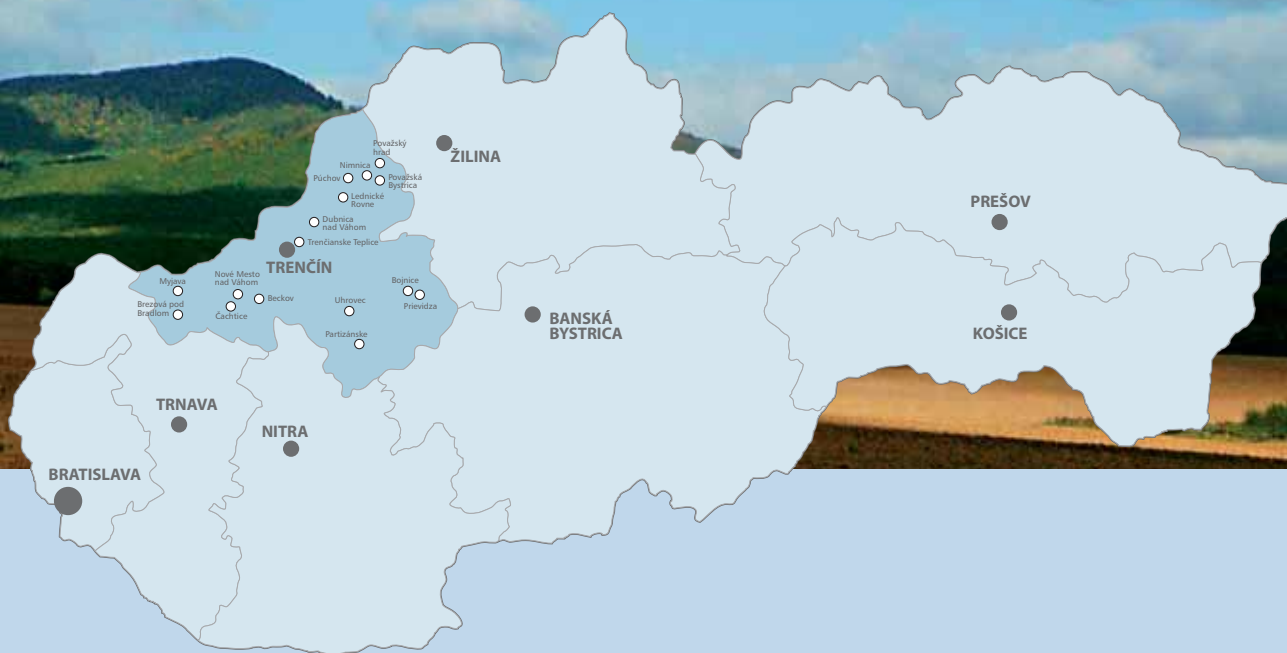 Považský
hrad
ŽILINA
Nimnica
Púchov
Považská
Bystrica
Lednické
Rovne
PREŠOV
Dubnica
nad Váhom
Trenčianske Teplice
TRENČÍN
Nové Mesto
nad Váhom
Myjava
Bojnice
Beckov
Uhrovec
Brezová pod
Bradlom
Prievidza
Čachtice
BANSKÁ
BYSTRICA
KOŠICE
Partizánske
TRNAVA
NITRA
BRATISLAVA